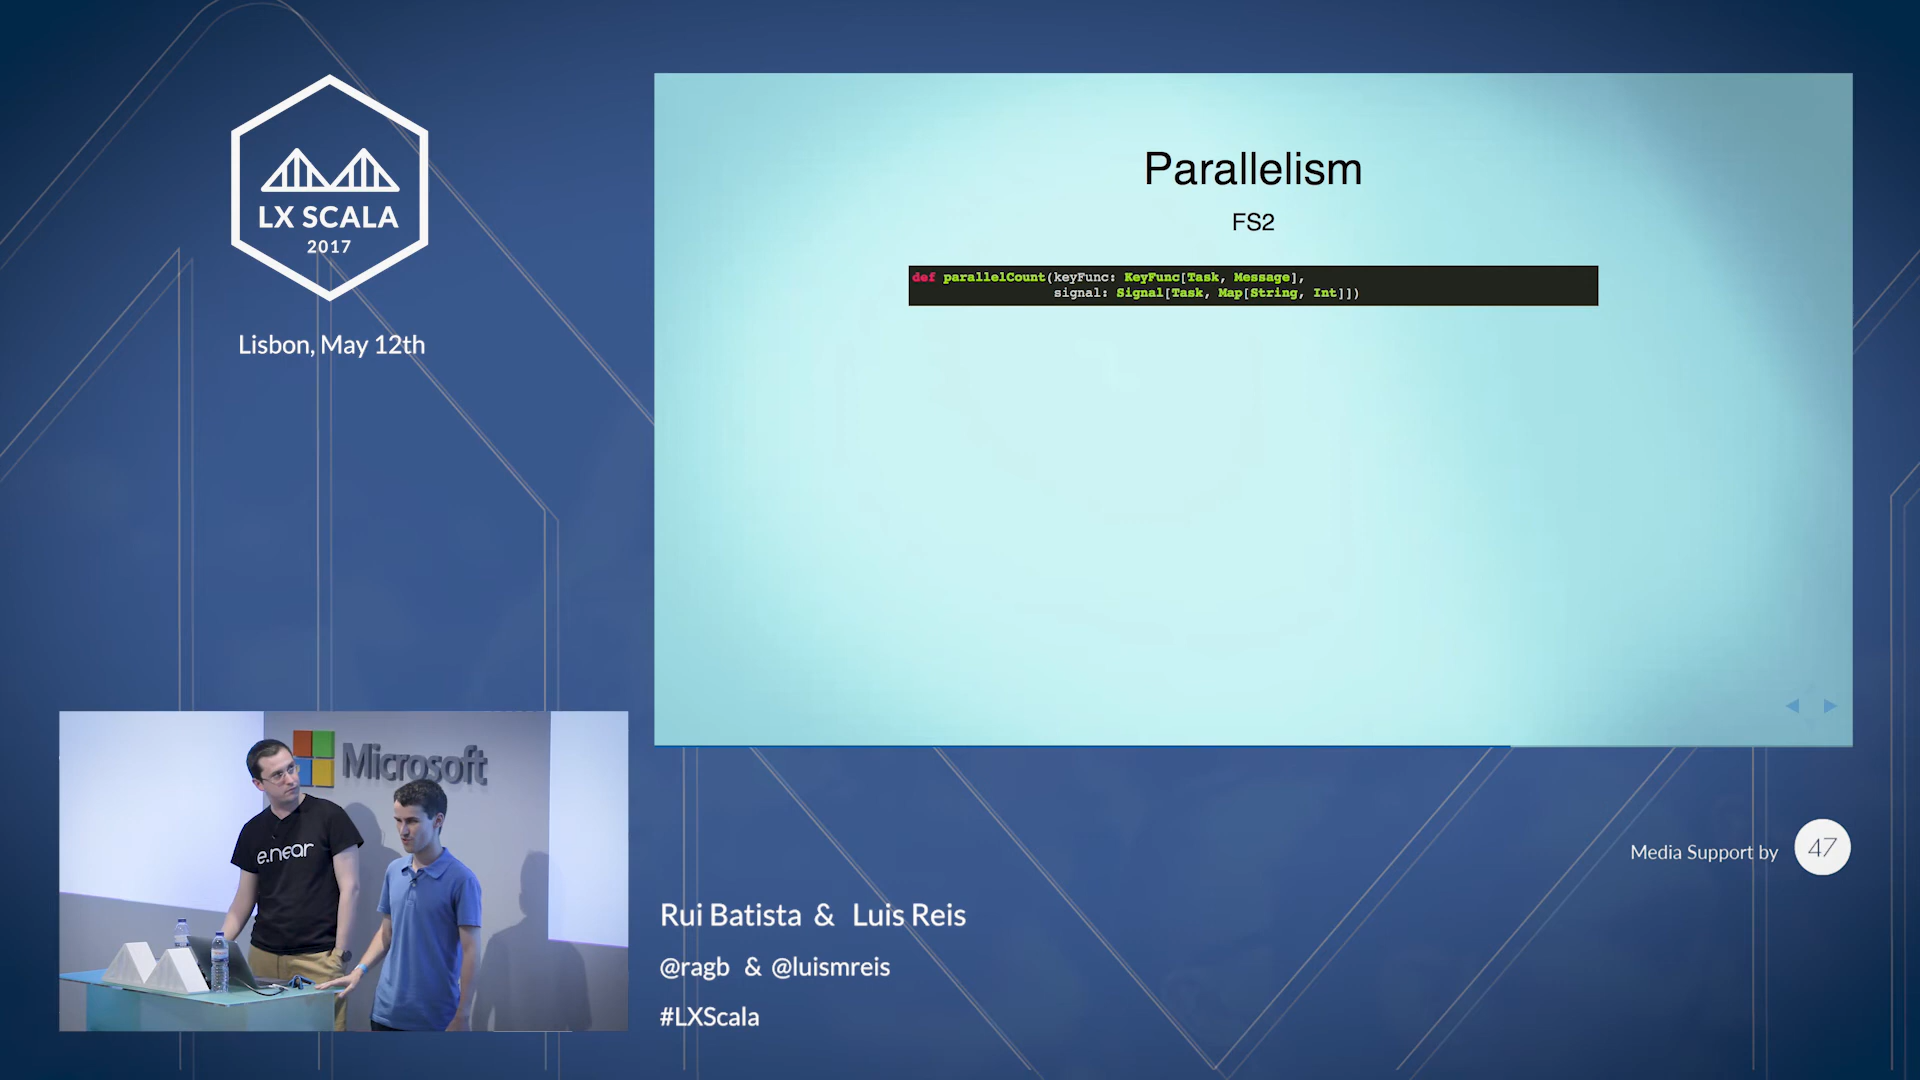 LX SCALA
2017
Lisbon, May 12th
Parallelism
FS2
def parallelCount(keyFunc: KeyFunc[Task, Message],
signal: Signal[Task, Map[String, Int]])
Microsoft
e.near
Rui Batista & Luis Reis
@ragb & @luismreis
#LXScala
Media Support by
47